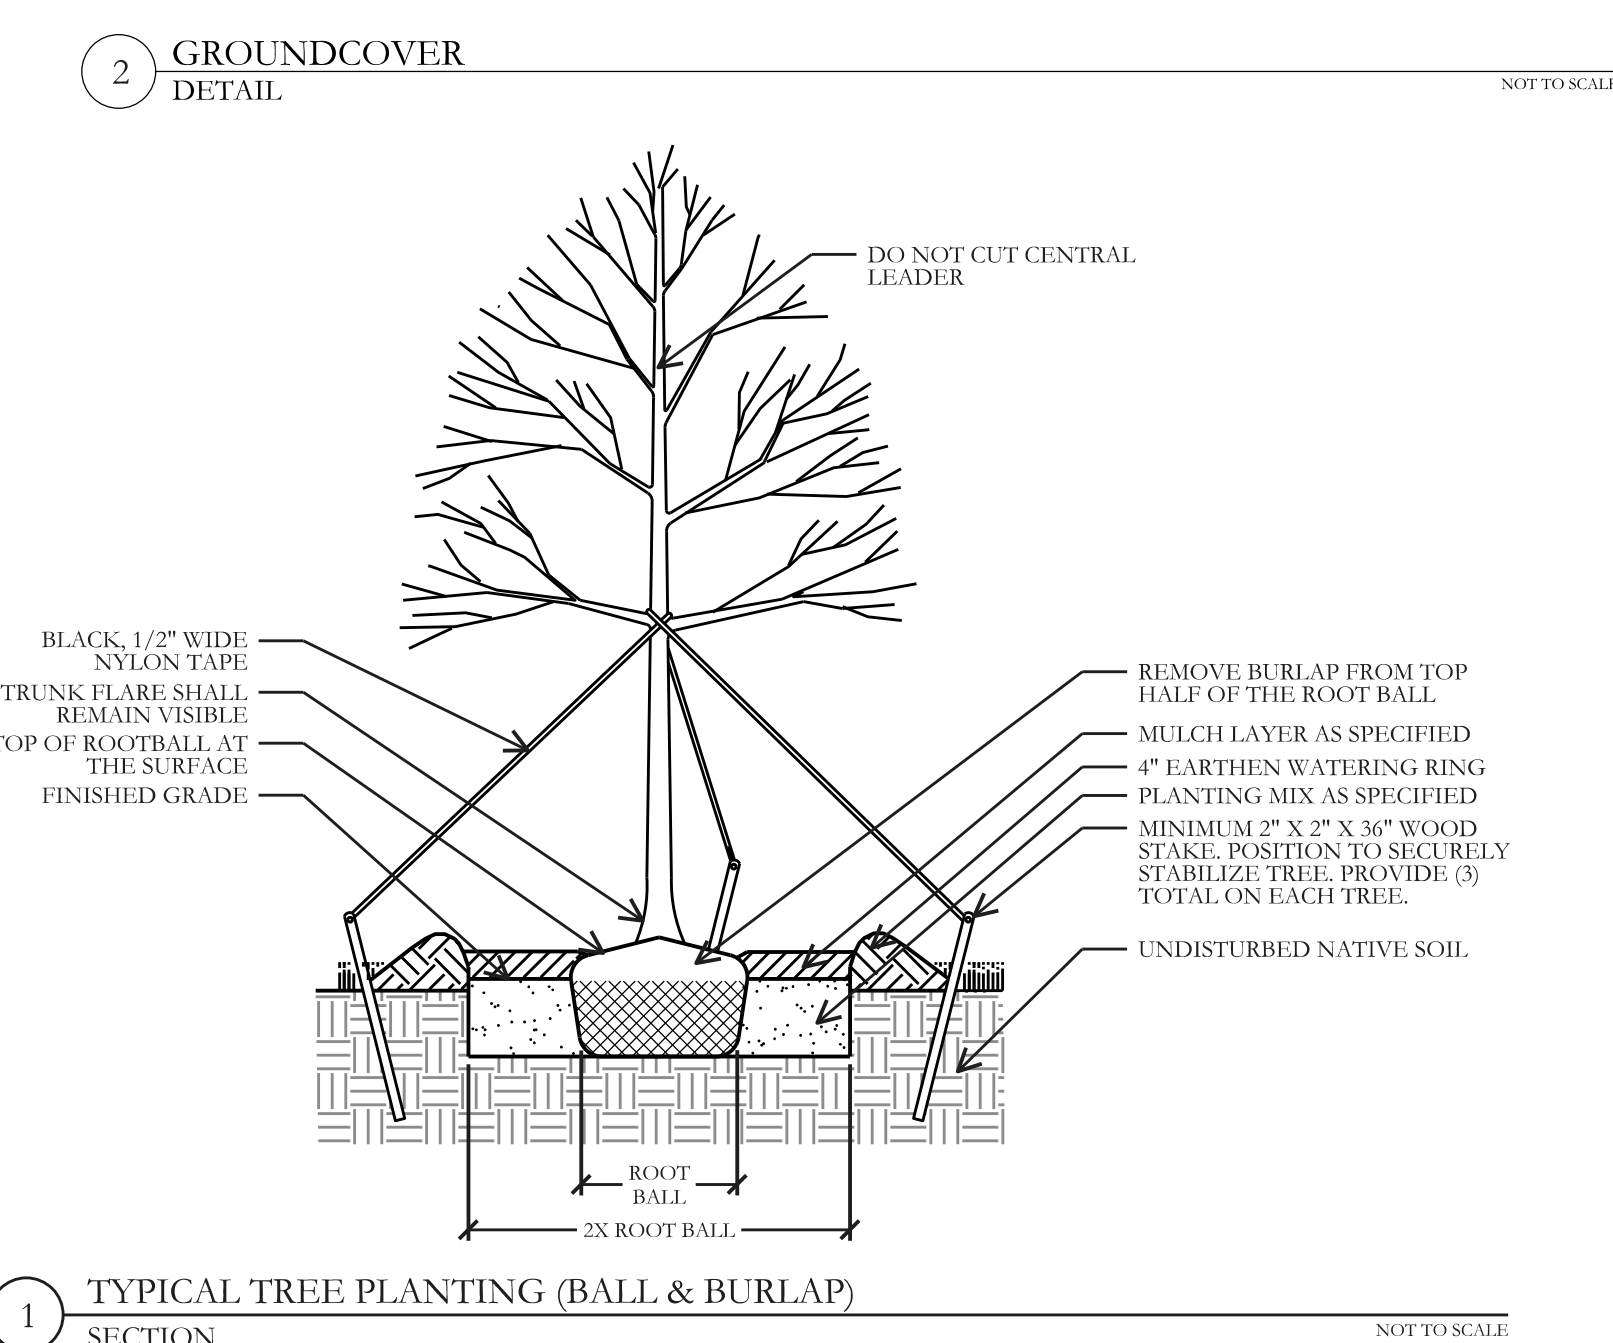 2
GROUNDCOVER
DETAIL
NOT TO SCALE
DO NOT CUT CENTRAL
LEADER
BLACK, 1/2" WIDE
NYLON TAPE
TRUNK FLARE SHALL
REMAIN VISIBLE
TOP OF ROOTBALL AT
THE SURFACE
FINISHED GRADE
REMOVE BURLAP FROM TOP
HALF OF THE ROOT BALL
MULCH LAYER AS SPECIFIED
4" EARTHEN WATERING RING
PLANTING MIX AS SPECIFIED
MINIMUM 2" X 2" X 36" WOOD
STAKE. POSITION TO SECURELY
STABILIZE TREE. PROVIDE (3)
TOTAL ON EACH TREE.
UNDISTURBED NATIVE SOIL
ROOT
BALL
2X ROOT BALL
1
TYPICAL TREE PLANTING (BALL & BURLAP)
SECTION
NOT TO SCALE